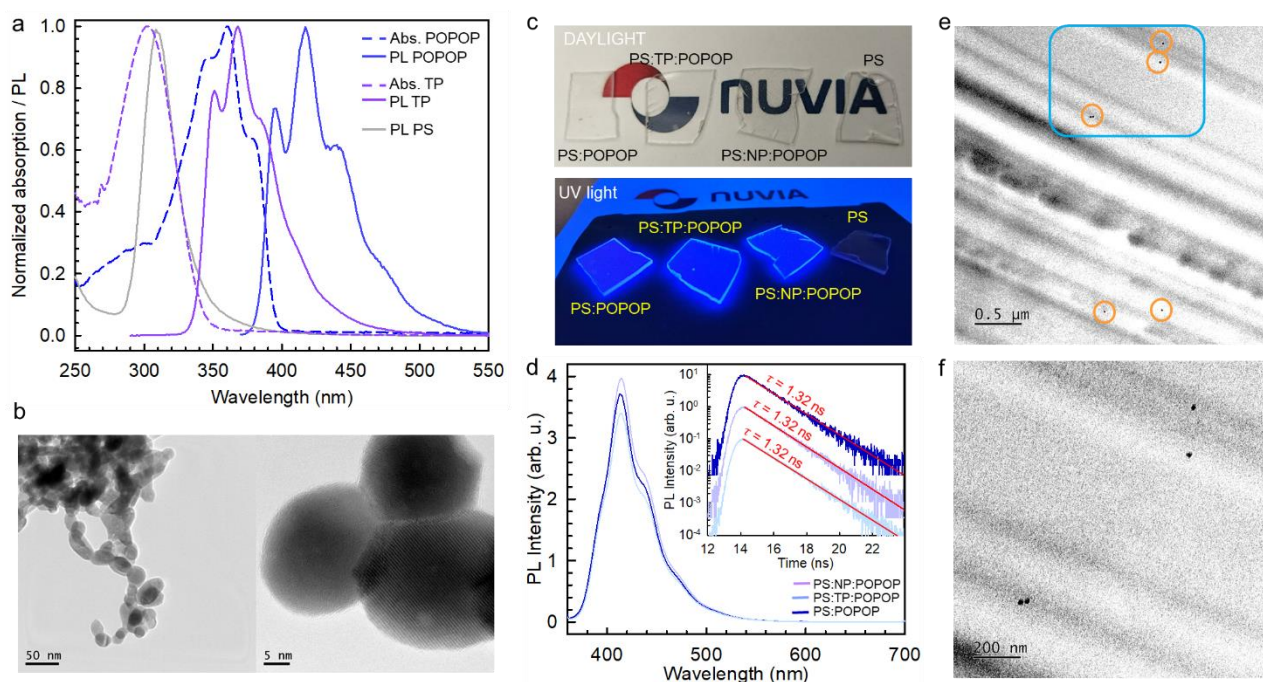 a
Normalized absorption / PL
1.0
0.8
0.6
0.4
0.2
0.0
250 300 350 400 450 500 550
Wavelength (nm)
Abs. POPOP
PL POPOP
Abs. TP
PL TP
PL PS
b
50 nm
5 nm
c
DAYLIGHT
PS:TP:POPOP
PS
NUVIA
PS:POPOP
PS:NP:POPOP
UV light
NUVIA
PS:TP:POPOP
PS
PS:POPOP
PS:NP:POPOP
d
PL Intensity (arb. u.)
4
3
2
1
0
400 500 600 700
Wavelength (nm)
PL Intensity (arb. u.)
10¹
10⁰
10⁻¹
10⁻²
10⁻³
10⁻⁴
12 14 16 18 20 22
Time (ns)
τ = 1.32 ns
τ = 1.32 ns
τ = 1.32 ns
PS:NP:POPOP
PS:TP:POPOP
PS:POPOP
e
0.5 μm
f
200 nm